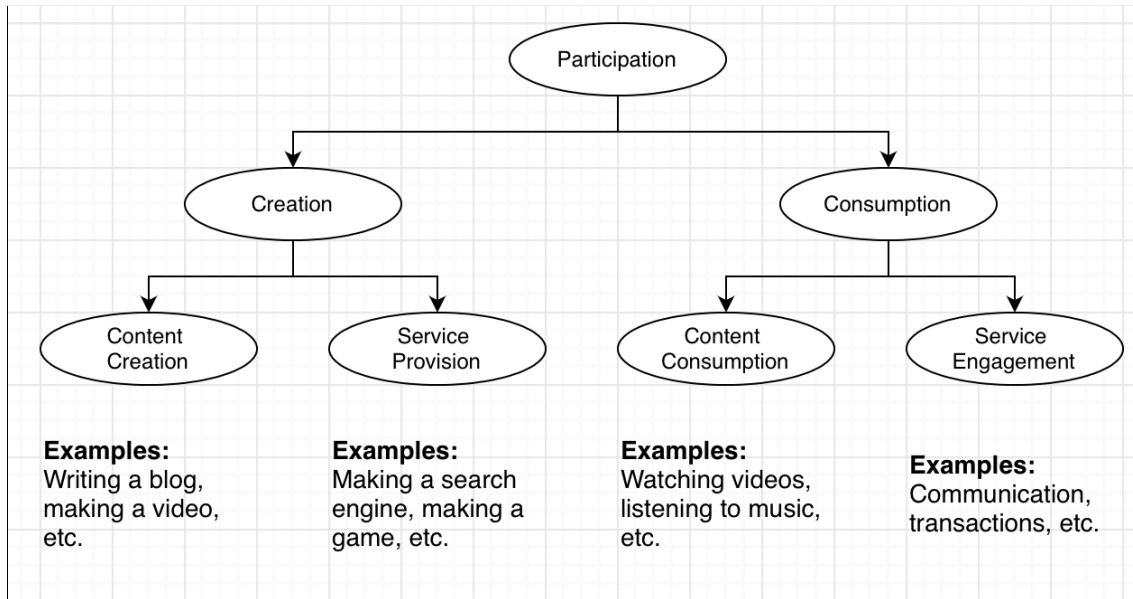 Participation
Creation
Consumption
Content
Creation
Service
Provision
Content
Consumption
Service
Engagement
Examples:
Writing a blog,
making a video,
etc.
Examples:
Making a search
engine, making a
game, etc.
Examples:
Watching videos,
listening to music,
etc.
Examples:
Communication,
transactions, etc.